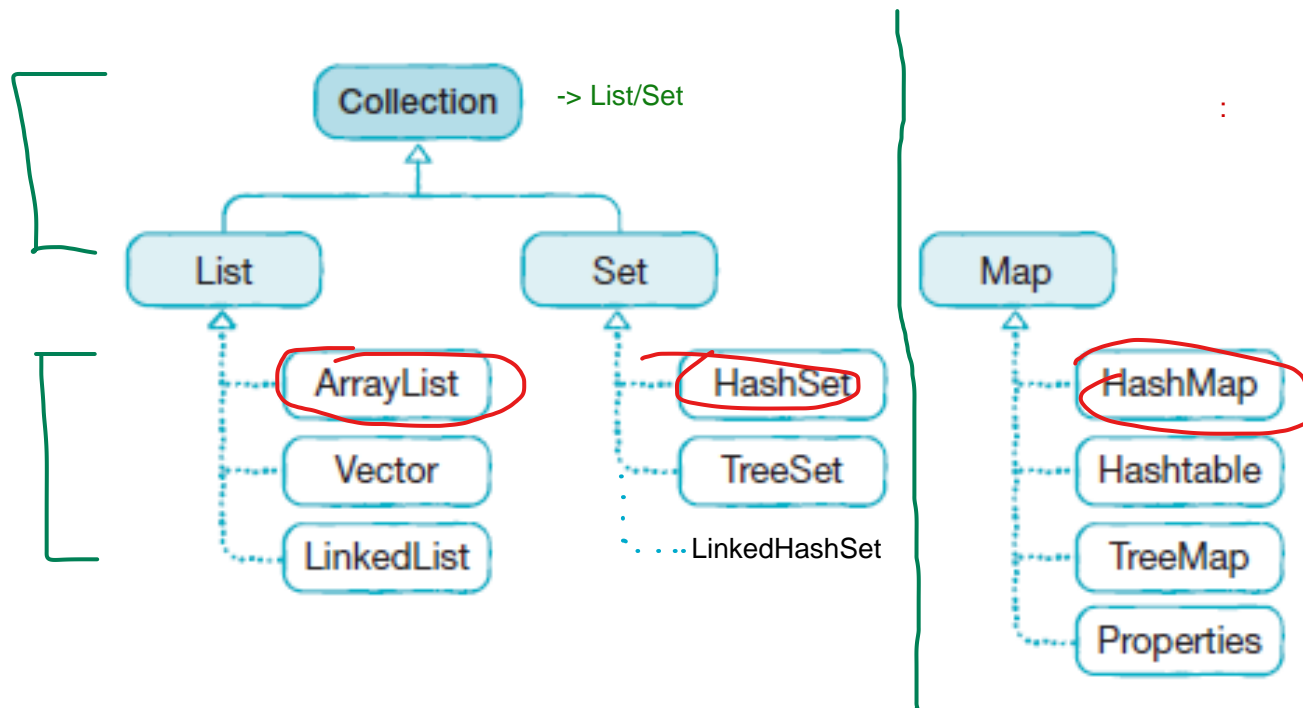 Collection
-> List/Set
:
List
Set
Map
ArrayList
HashSet
HashMap
Vector
TreeSet
Hashtable
LinkedHashSet
LinkedList
TreeMap
Properties